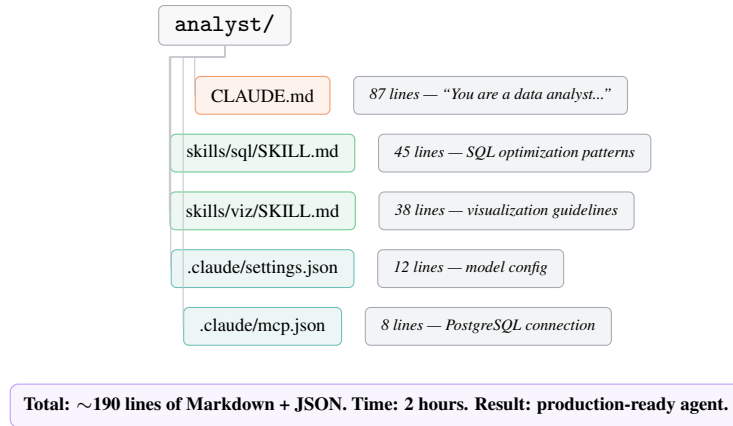 analyst/
CLAUDE.md
87 lines — “You are a data analyst...”
skills/sql/SKILL.md
45 lines — SQL optimization patterns
skills/viz/SKILL.md
38 lines — visualization guidelines
.claude/settings.json
12 lines — model config
.claude/mcp.json
8 lines — PostgreSQL connection
Total: ∼190 lines of Markdown + JSON. Time: 2 hours. Result: production-ready agent.